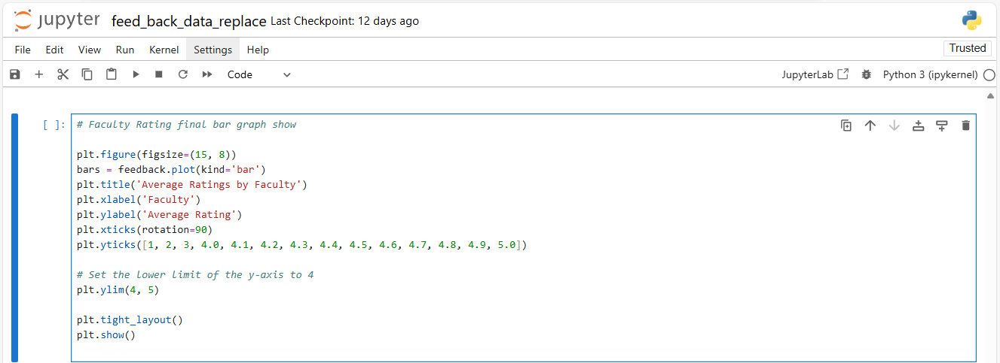 jupyter feed_back_data_replace Last Checkpoint: 12 days ago
File Edit View Run Kernel Settings Help Trusted
Code JupyterLab Python 3 (ipykernel)
[ ]: # Faculty Rating final bar graph show
plt.figure(figsize=(15, 8))
bars = feedback.plot(kind='bar')
plt.title('Average Ratings by Faculty')
plt.xlabel('Faculty')
plt.ylabel('Average Rating')
plt.xticks(rotation=90)
plt.yticks([1, 2, 3, 4.0, 4.1, 4.2, 4.3, 4.4, 4.5, 4.6, 4.7, 4.8, 4.9, 5.0])
# Set the lower limit of the y-axis to 4
plt.ylim(4, 5)
plt.tight_layout()
plt.show()